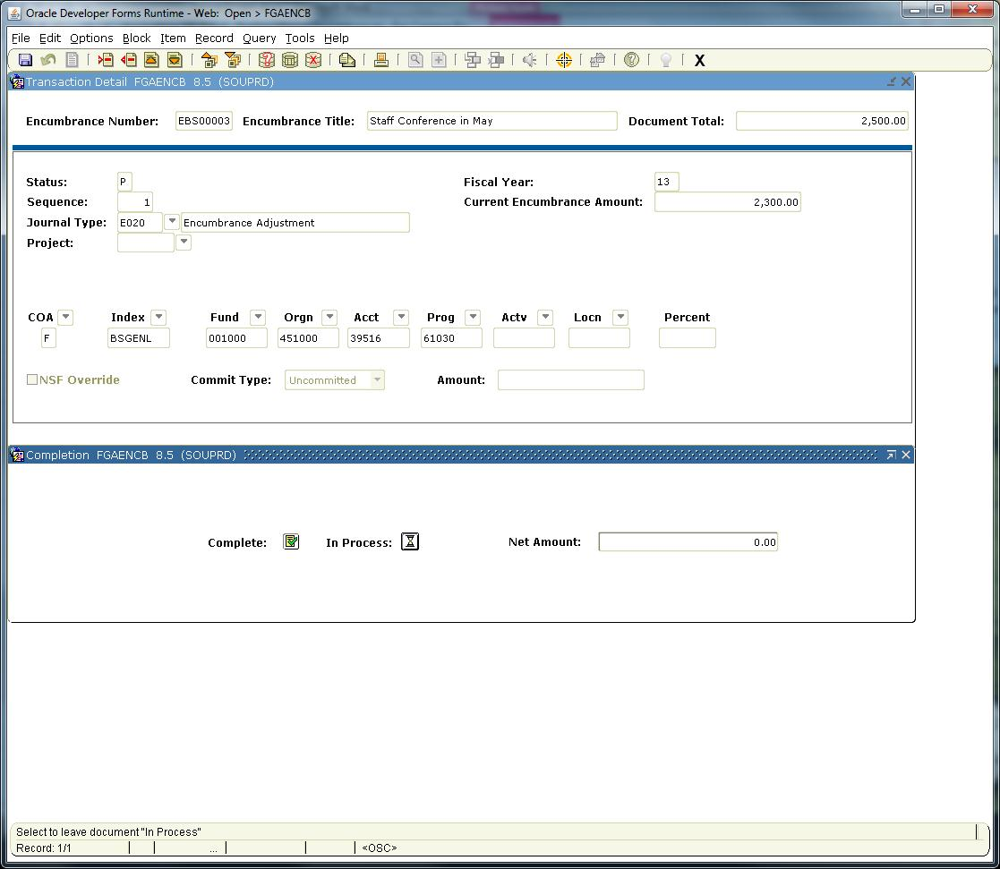 Oracle Developer Forms Runtime - Web: Open > FGAENCB
File Edit Options Block Item Record Query Tools Help
X
Transaction Detail FGAENCB 8.5 (SOUPRD)
Encumbrance Number: EBS00003 Encumbrance Title: Staff Conference in May Document Total: 2,500.00
Status: P Fiscal Year: 13
Sequence: 1 Current Encumbrance Amount: 2,300.00
Journal Type: E020 Encumbrance Adjustment
Project:
COA Index Fund Orgn Acct Prog Actv Locn Percent
F BSGENL 001000 451000 39516 61030
NSF Override Commit Type: Uncommitted Amount:
Completion FGAENCB 8.5 (SOUPRD)
Complete: In Process: Net Amount: 0.00
Select to leave document "In Process"
Record: 1/1 ... <OSC>